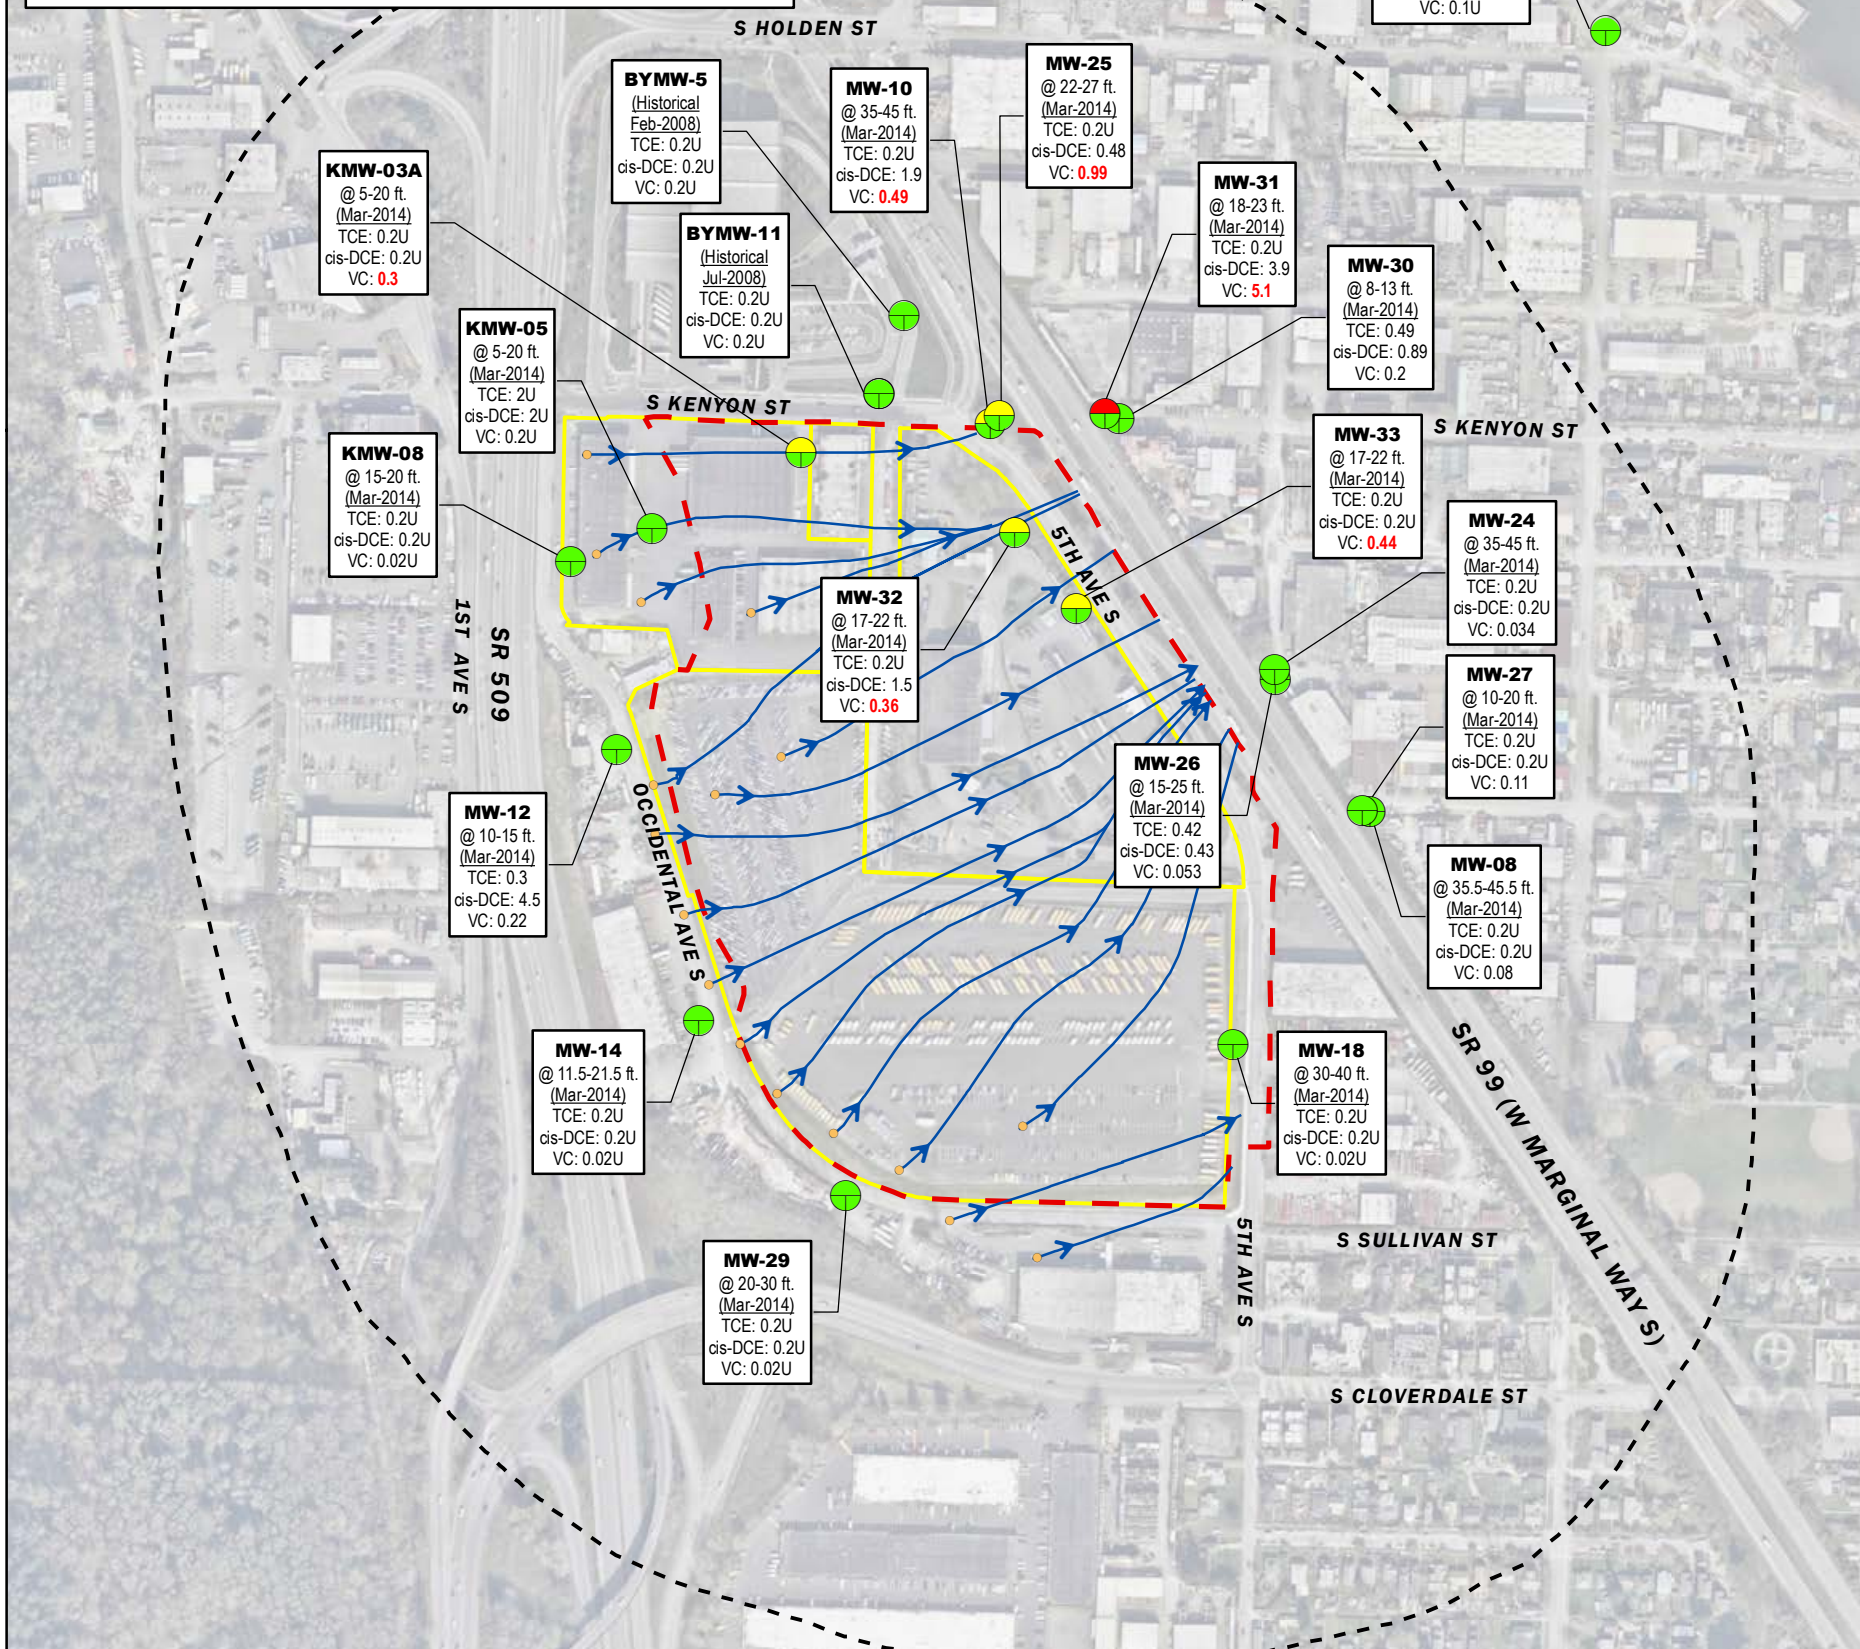 VC: 0.1U
S HOLDEN ST
BYMW-5
(Historical
Feb-2008)
TCE: 0.2U
cis-DCE: 0.2U
VC: 0.2U
MW-10
@ 35-45 ft.
(Mar-2014)
TCE: 0.2U
cis-DCE: 1.9
VC: 0.49
MW-25
@ 22-27 ft.
(Mar-2014)
TCE: 0.2U
cis-DCE: 0.48
VC: 0.99
KMW-03A
@ 5-20 ft.
(Mar-2014)
TCE: 0.2U
cis-DCE: 0.2U
VC: 0.3
BYMW-11
(Historical
Jul-2008)
TCE: 0.2U
cis-DCE: 0.2U
VC: 0.2U
MW-31
@ 18-23 ft.
(Mar-2014)
TCE: 0.2U
cis-DCE: 3.9
VC: 5.1
MW-30
@ 8-13 ft.
(Mar-2014)
TCE: 0.49
cis-DCE: 0.89
VC: 0.2
KMW-05
@ 5-20 ft.
(Mar-2014)
TCE: 2U
cis-DCE: 2U
VC: 0.2U
S KENYON ST
S KENYON ST
KMW-08
@ 15-20 ft.
(Mar-2014)
TCE: 0.2U
cis-DCE: 0.2U
VC: 0.02U
MW-33
@ 17-22 ft.
(Mar-2014)
TCE: 0.2U
cis-DCE: 0.2U
VC: 0.44
MW-24
@ 35-45 ft.
(Mar-2014)
TCE: 0.2U
cis-DCE: 0.2U
VC: 0.034
5TH AVE S
MW-32
@ 17-22 ft.
(Mar-2014)
TCE: 0.2U
cis-DCE: 1.5
VC: 0.36
1ST AVE S
SR 509
MW-27
@ 10-20 ft.
(Mar-2014)
TCE: 0.2U
cis-DCE: 0.2U
VC: 0.11
MW-26
@ 15-25 ft.
(Mar-2014)
TCE: 0.42
cis-DCE: 0.43
VC: 0.053
MW-12
@ 10-15 ft.
(Mar-2014)
TCE: 0.3
cis-DCE: 4.5
VC: 0.22
OCCIDENTAL AVE S
MW-08
@ 35.5-45.5 ft.
(Mar-2014)
TCE: 0.2U
cis-DCE: 0.2U
VC: 0.08
MW-14
@ 11.5-21.5 ft.
(Mar-2014)
TCE: 0.2U
cis-DCE: 0.2U
VC: 0.02U
MW-18
@ 30-40 ft.
(Mar-2014)
TCE: 0.2U
cis-DCE: 0.2U
VC: 0.02U
SR 99 (W MARGINAL WAY S)
MW-29
@ 20-30 ft.
(Mar-2014)
TCE: 0.2U
cis-DCE: 0.2U
VC: 0.02U
5TH AVE S
S SULLIVAN ST
S CLOVERDALE ST